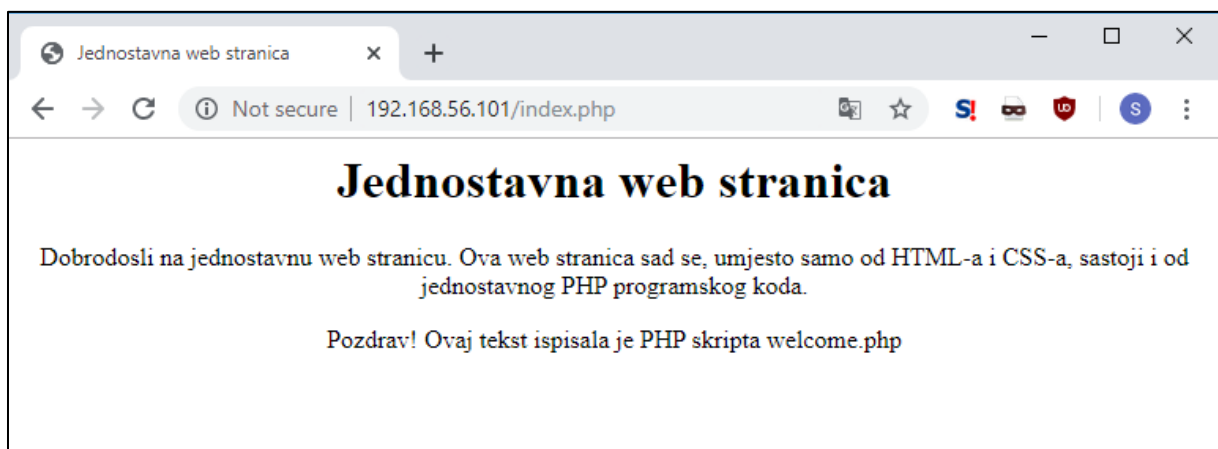 Jednostavna web stranica
Not secure | 192.168.56.101/index.php
S
Jednostavna web stranica
Dobrodosli na jednostavnu web stranicu. Ova web stranica sad se, umjesto samo od HTML-a i CSS-a, sastoji i od
jednostavnog PHP programskog koda.
Pozdrav! Ovaj tekst ispisala je PHP skripta welcome.php